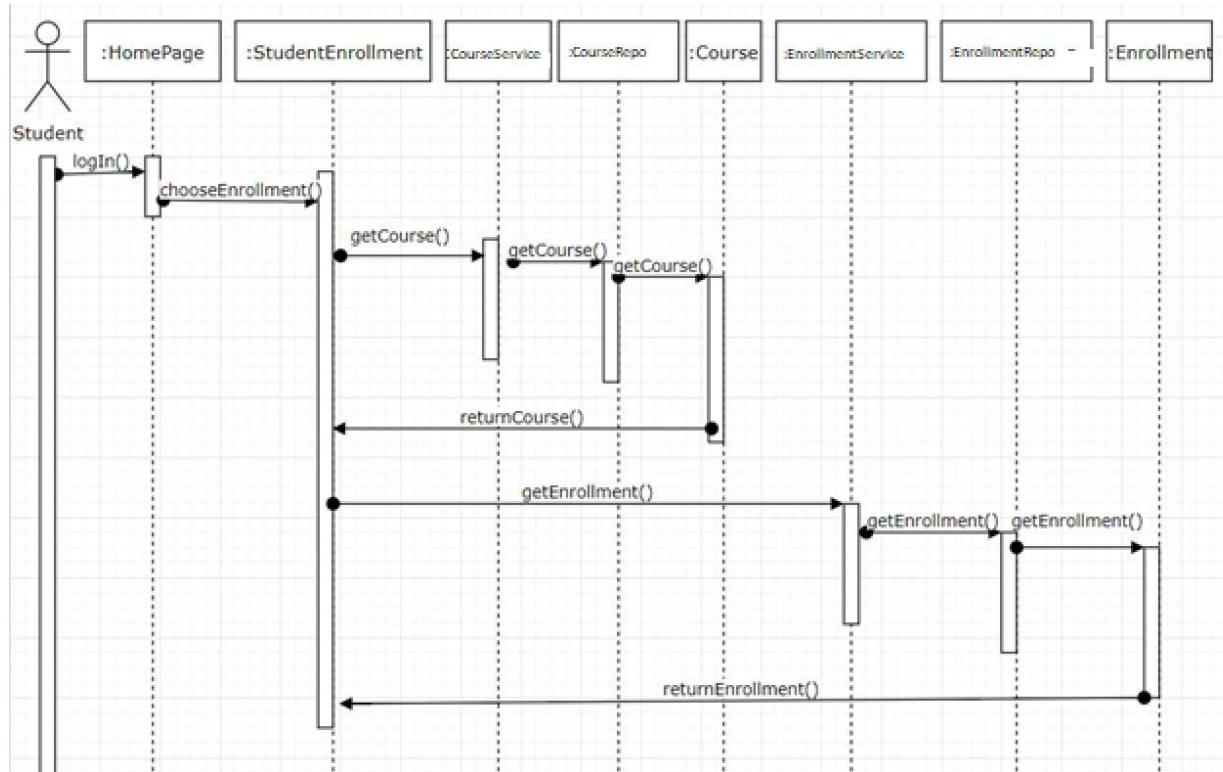 :HomePage
:StudentEnrollment
:CourseService
:CourseRepo
:Course
:EnrollmentService
:EnrollmentRepo
:Enrollment
Student
logIn()
chooseEnrollment()
getCourse()
getCourse()
getCourse()
returnCourse()
getEnrollment()
getEnrollment()
getEnrollment()
returnEnrollment()